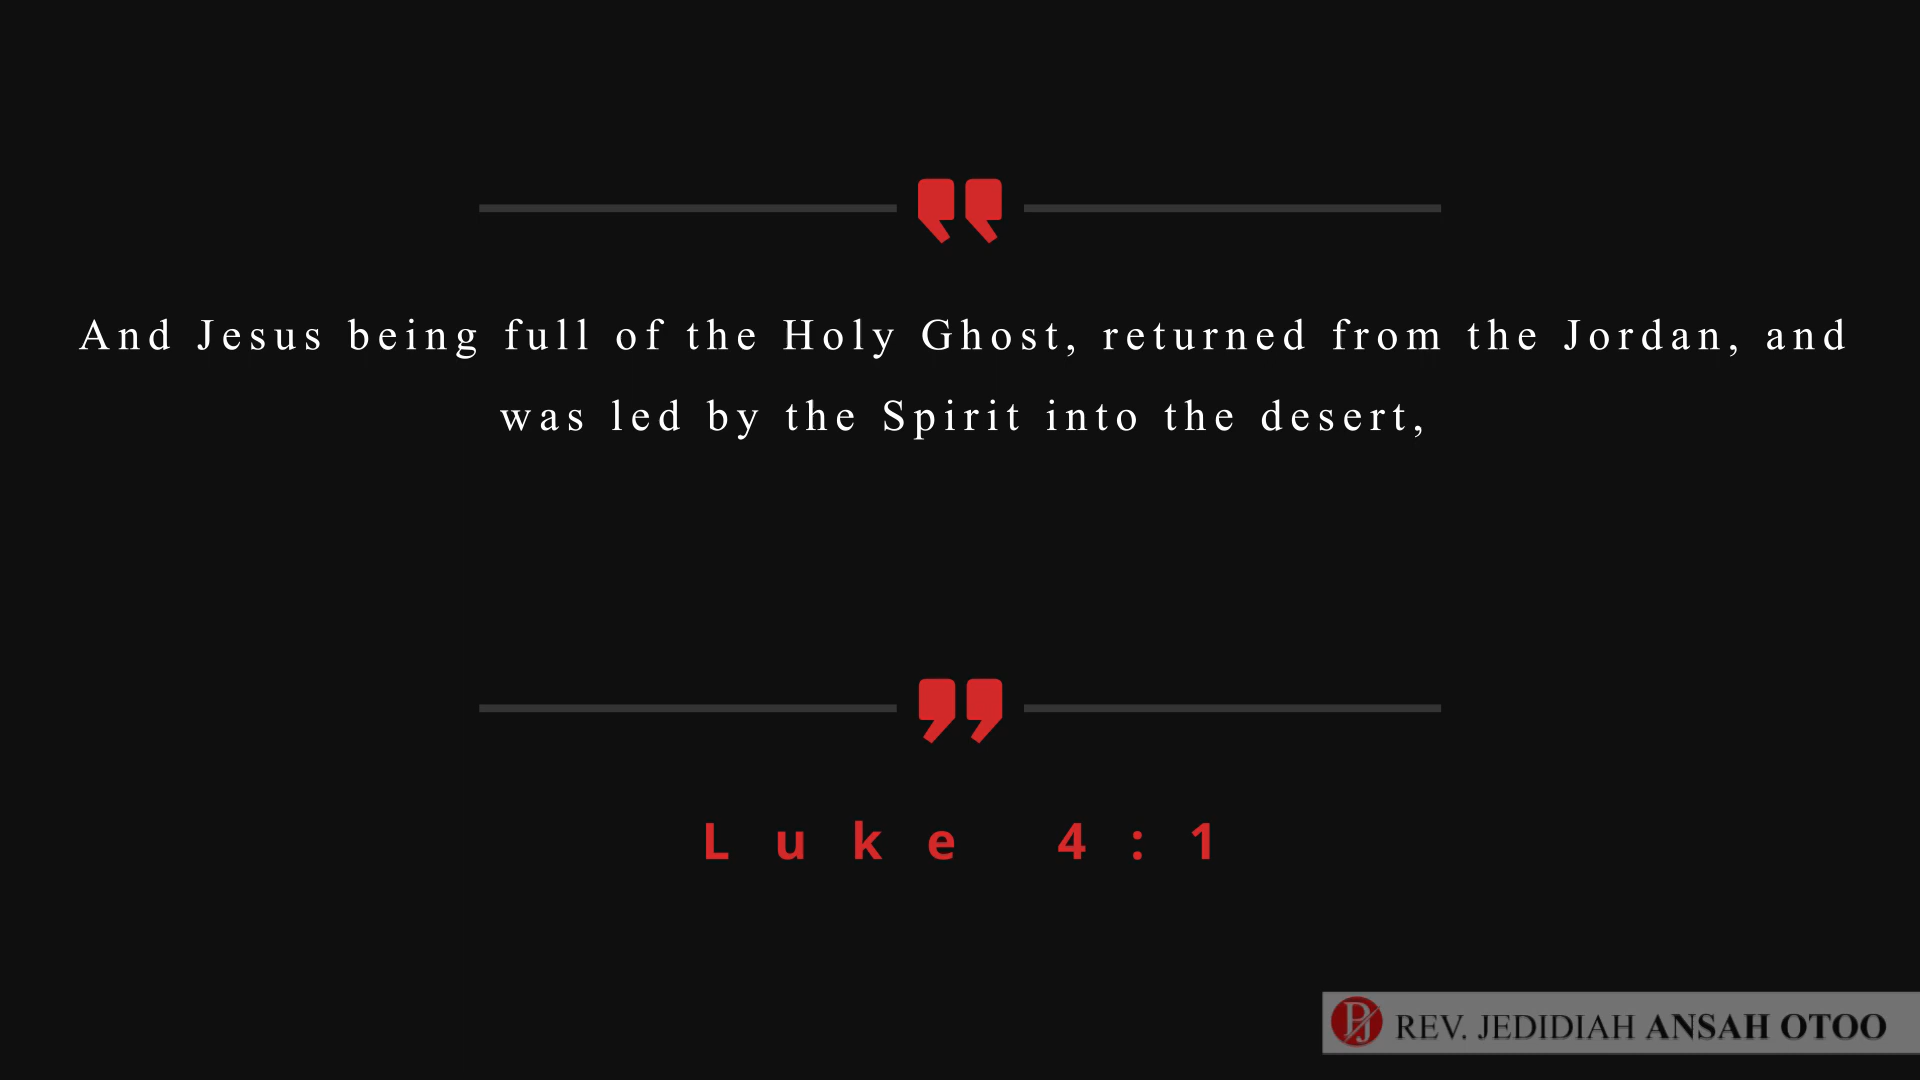 And Jesus being full of the Holy Ghost, returned from the Jordan, and
was led by the Spirit into the desert,
Luke 4:1
REV. JEDIDIAH ANSAH OTOO